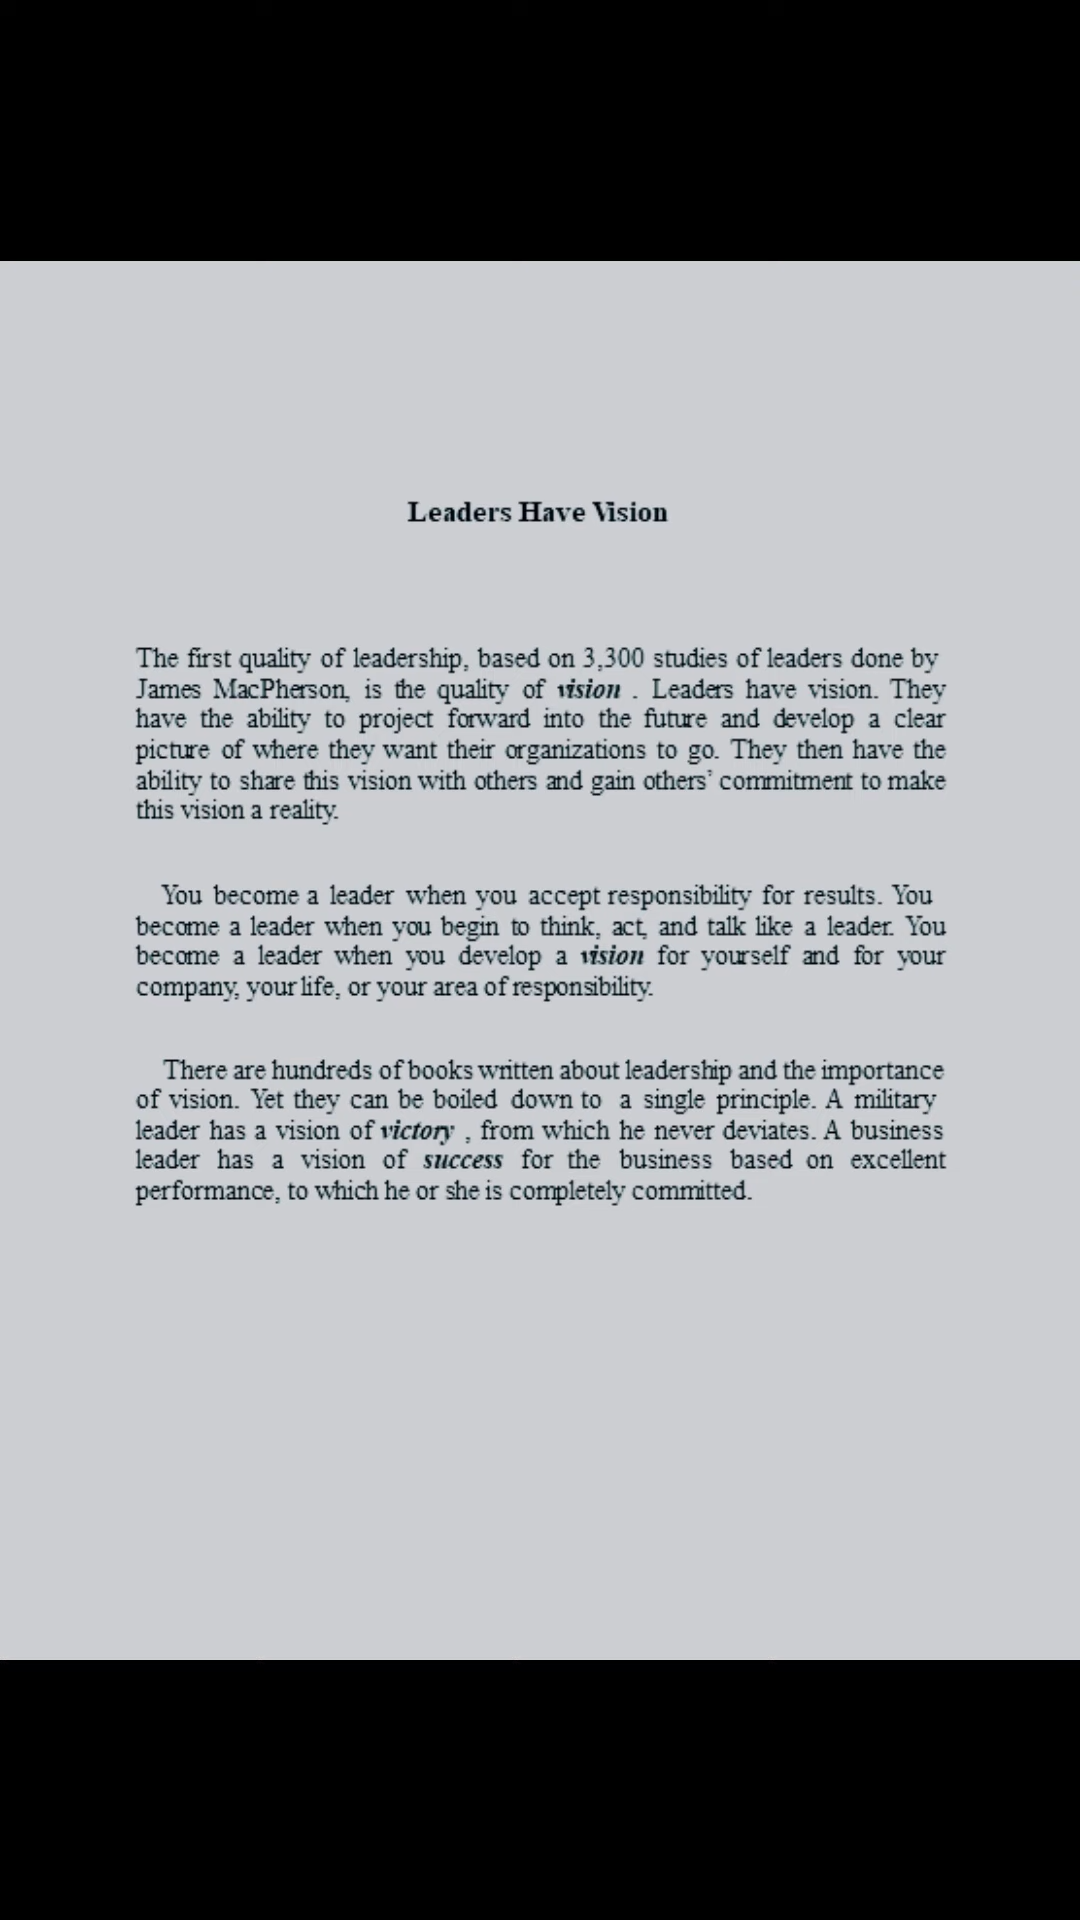 Leaders Have Vision
The first quality of leadership, based on 3,300 studies of leaders done by
James MacPherson, is the quality of vision . Leaders have vision. They
have the ability to project forward into the future and develop a clear
picture of where they want their organizations to go. They then have the
ability to share this vision with others and gain others’ commitment to make
this vision a reality.
You become a leader when you accept responsibility for results. You
become a leader when you begin to think, act, and talk like a leader. You
become a leader when you develop a vision for yourself and for your
company, your life, or your area of responsibility.
There are hundreds of books written about leadership and the importance
of vision. Yet they can be boiled down to a single principle. A military
leader has a vision of victory , from which he never deviates. A business
leader has a vision of success for the business based on excellent
performance, to which he or she is completely committed.